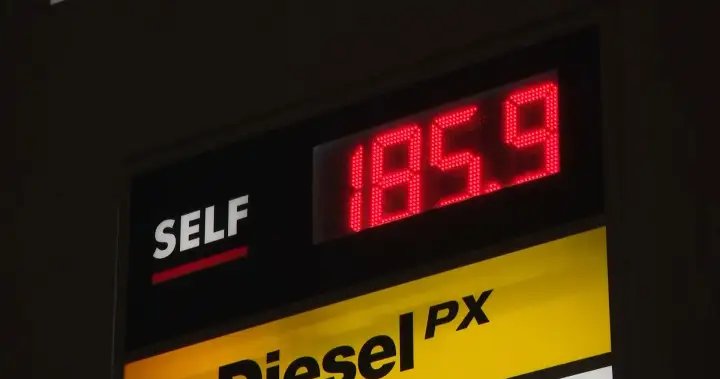 SELF 185.9
Diesel PX